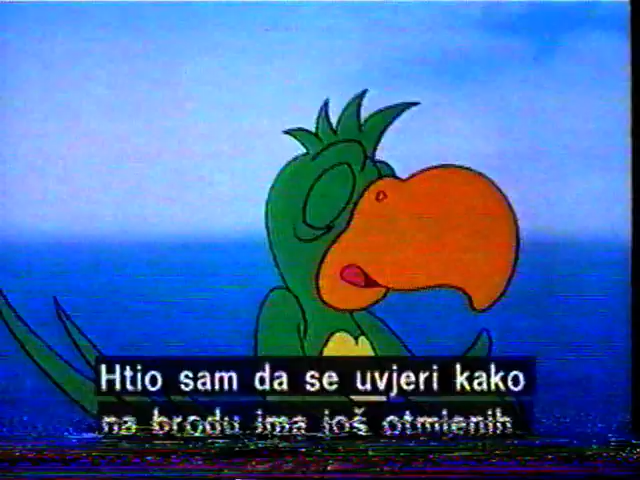 Htio sam da se uvjeri kako
na brodu ima još otmjenih